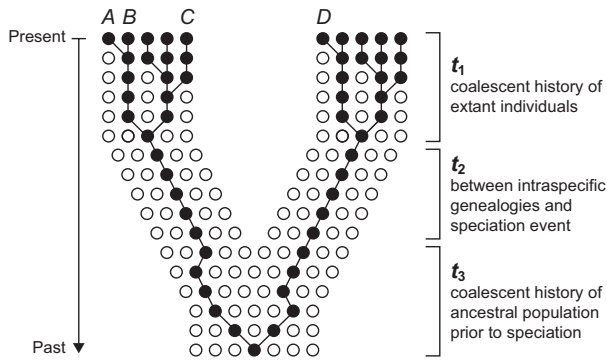 A B C D
Present
t1
coalescent history of
extant individuals
t2
between intraspecific
genealogies and
speciation event
t3
coalescent history of
ancestral population
prior to speciation
Past